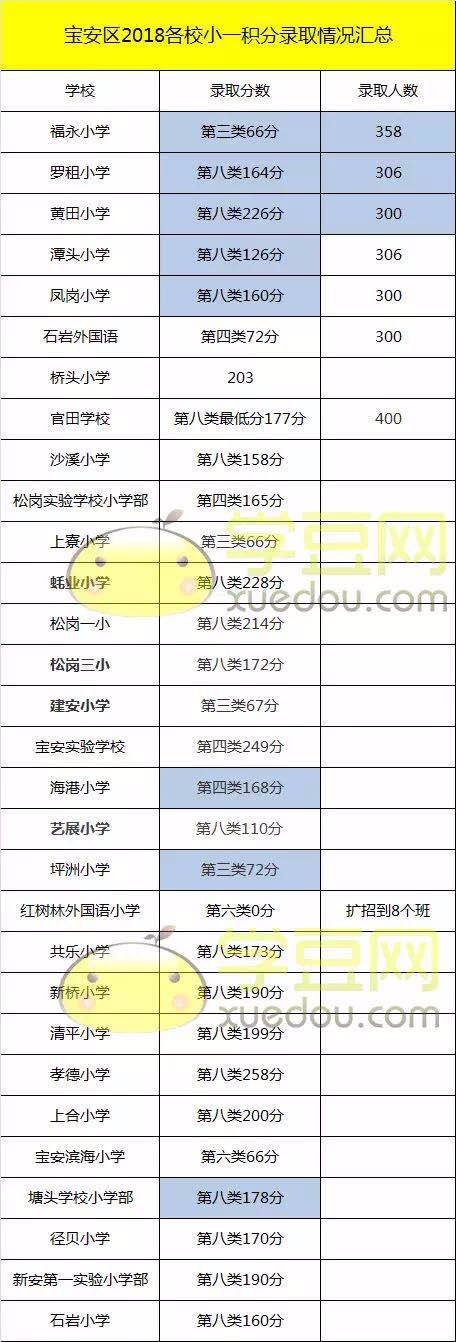 宝安区2018各校小一积分录取情况汇总
学校 录取分数 录取人数
福永小学 第三类66分 358
罗租小学 第八类164分 306
黄田小学 第八类226分 300
潭头小学 第八类126分 306
凤岗小学 第八类160分 300
石岩外国语 第四类72分 300
桥头小学 203
官田学校 第八类最低分177分 400
沙溪小学 第八类158分
松岗实验学校小学部 第四类165分
上寮小学 第三类66分
蚝业小学 第八类228分
学豆网
xuedou.com
松岗一小 第八类214分
松岗三小 第八类172分
建安小学 第三类67分
宝安实验学校 第四类249分
海港小学 第四类168分
艺展小学 第八类110分
坪洲小学 第三类72分
红树林外国语小学 第六类0分 扩招到8个班
共乐小学 第八类173分
新桥小学 第八类190分
学豆网
xuedou.com
清平小学 第八类199分
孝德小学 第八类258分
上合小学 第八类200分
宝安滨海小学 第六类66分
塘头学校小学部 第八类178分
径贝小学 第八类170分
新安第一实验小学部 第八类190分
石岩小学 第八类160分